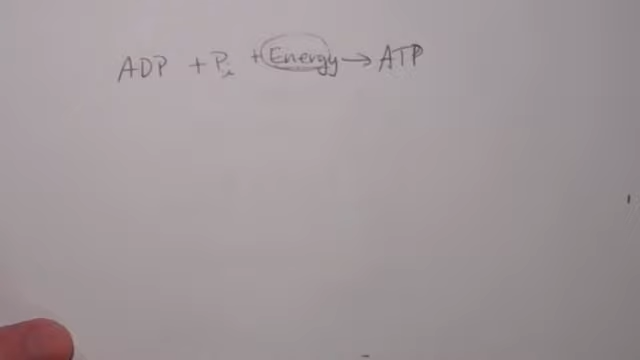 ADP + Pi + Energy → ATP